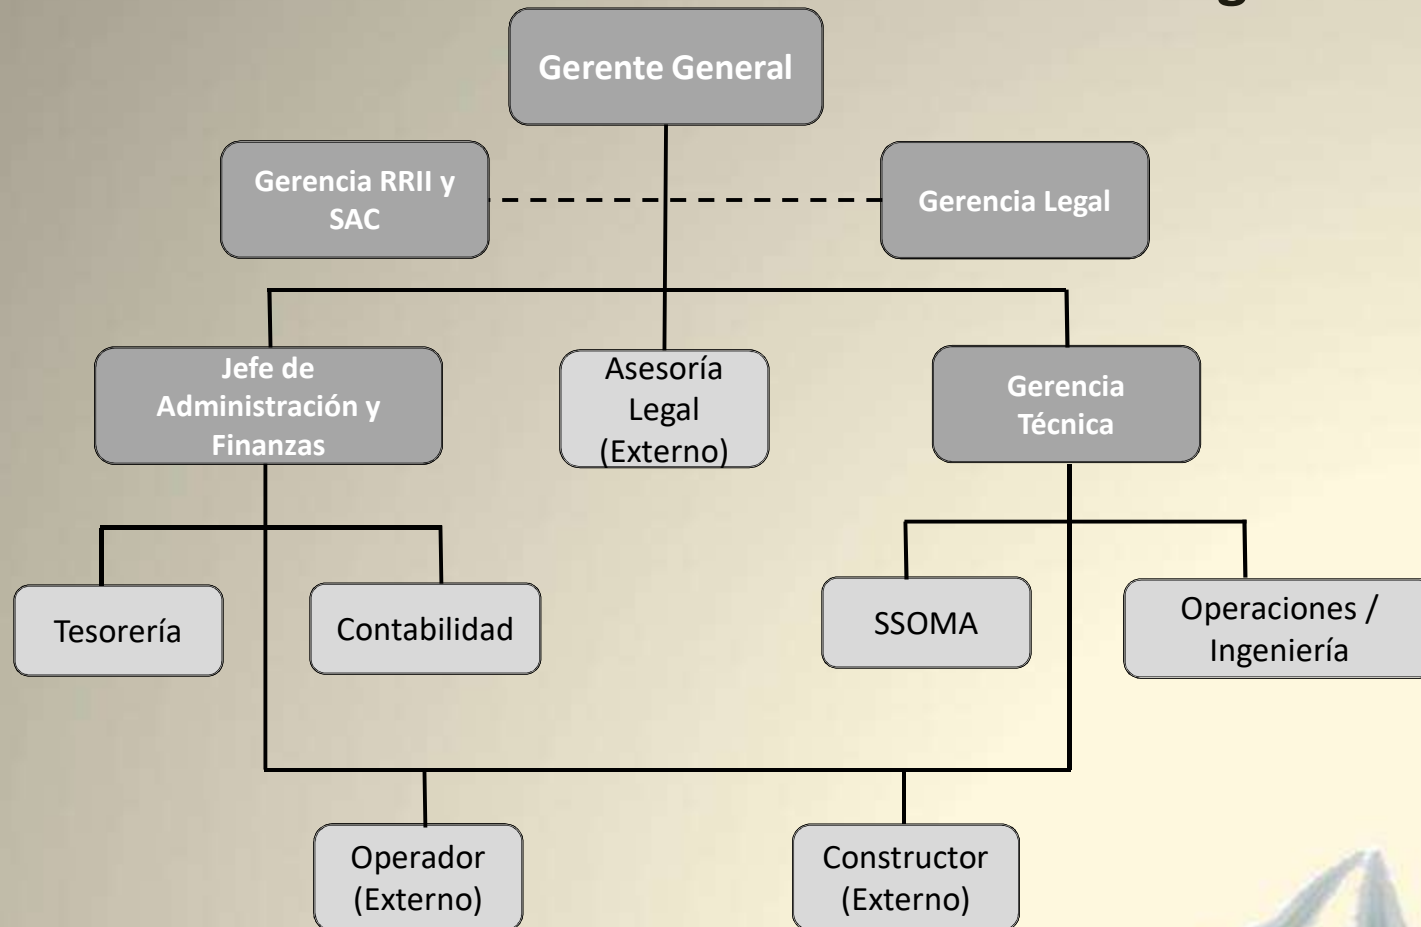 Gerente General
Gerencia RRII y
SAC
Gerencia Legal
Jefe de
Administración y
Finanzas
Asesoría
Legal
(Externo)
Gerencia
Técnica
Tesorería
Contabilidad
SSOMA
Operaciones /
Ingeniería
Operador
(Externo)
Constructor
(Externo)